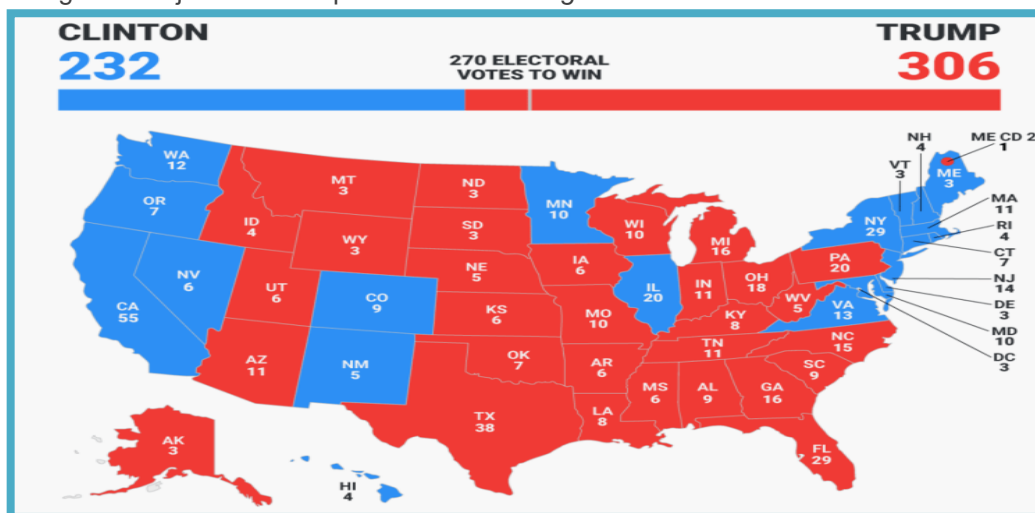 CLINTON
232
270 ELECTORAL
VOTES TO WIN
TRUMP
306
WA
12
OR
7
CA
55
NV
6
ID
4
MT
3
WY
3
UT
6
AZ
11
CO
9
NM
5
ND
3
SD
3
NE
5
KS
6
OK
7
TX
38
MN
10
IA
6
MO
10
AR
6
LA
8
WI
10
IL
20
MI
16
IN
11
OH
18
KY
8
TN
11
MS
6
AL
9
GA
16
FL
29
SC
9
NC
15
VA
13
WV
5
PA
20
NY
29
VT
3
NH
4
ME CD 2
1
ME
3
MA
11
RI
4
CT
7
NJ
14
DE
3
MD
10
DC
3
AK
3
HI
4